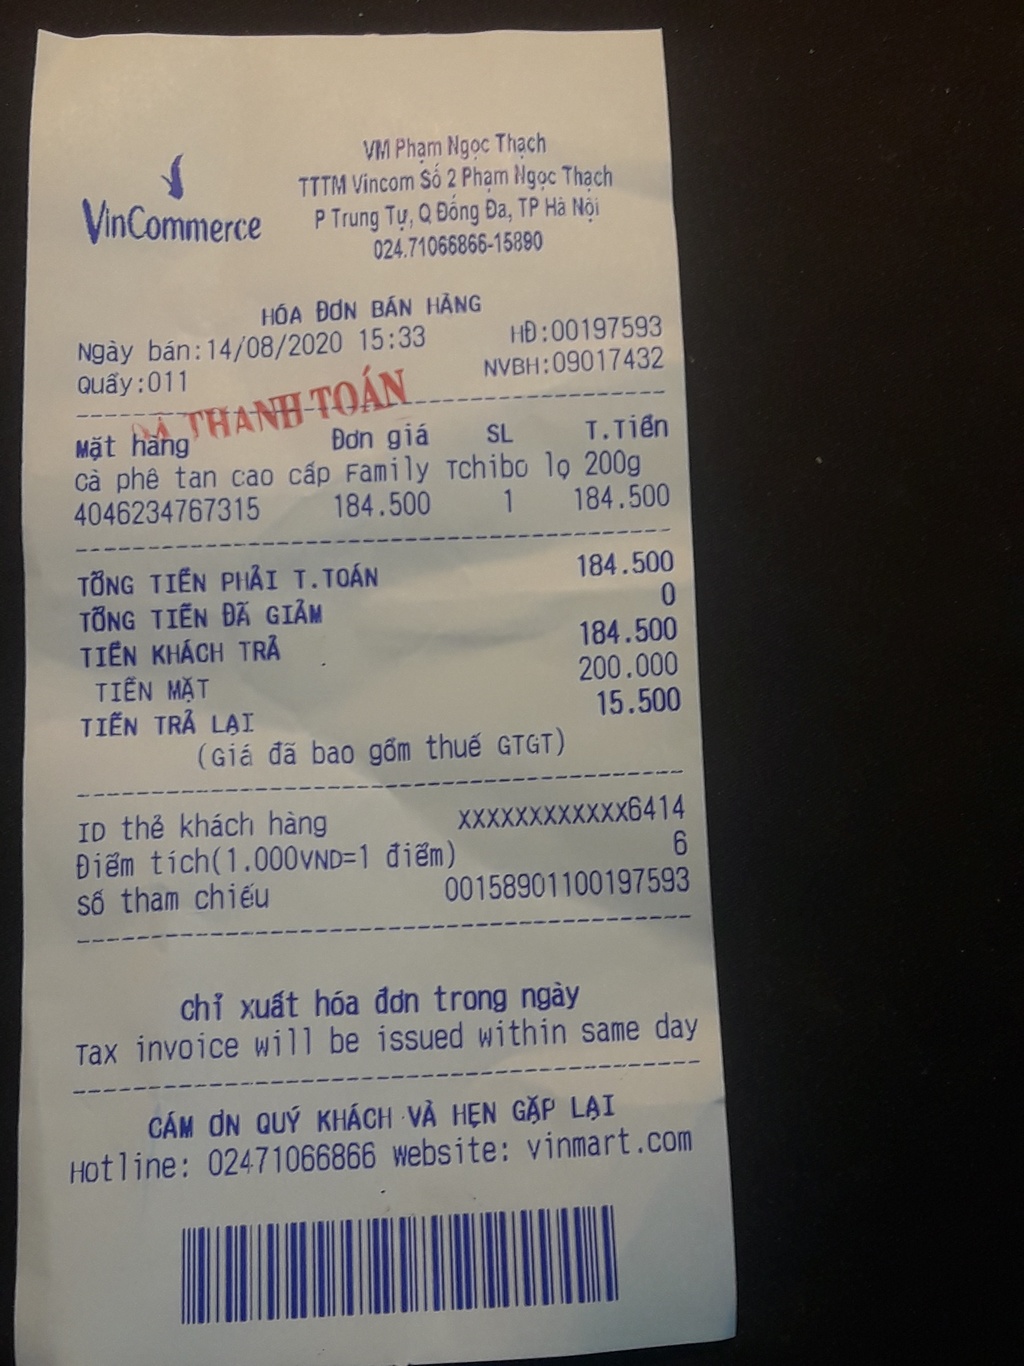 VinCommerce
VM Phạm Ngọc Thạch
TTTM Vincom Số 2 Phạm Ngọc Thạch
P Trung Tự, Q Đống Đa, TP Hà Nội
024.71066866-15890
HÓA ĐƠN BÁN HÀNG
Ngày bán:14/08/2020 15:33 HĐ:00197593
Quầy:011 NVBH:09017432
ĐÃ THANH TOÁN
Mặt hàng Đơn giá SL T.Tiền
Cà phê tan cao cấp Family Tchibo lọ 200g
4046234767315 184.500 1 184.500
TỔNG TIỀN PHẢI T.TOÁN 184.500
TỔNG TIỀN ĐÃ GIẢM 0
TIỀN KHÁCH TRẢ 184.500
TIỀN MẶT 200.000
TIỀN TRẢ LẠI 15.500
(Giá đã bao gồm thuế GTGT)
ID thẻ khách hàng XXXXXXXXXXXX6414
Điểm tích(1.000VND=1 điểm) 6
Số tham chiếu 00158901100197593
Chỉ xuất hóa đơn trong ngày
Tax invoice will be issued within same day
CÁM ƠN QUÝ KHÁCH VÀ HẸN GẶP LẠI
Hotline: 02471066866 Website: vinmart.com